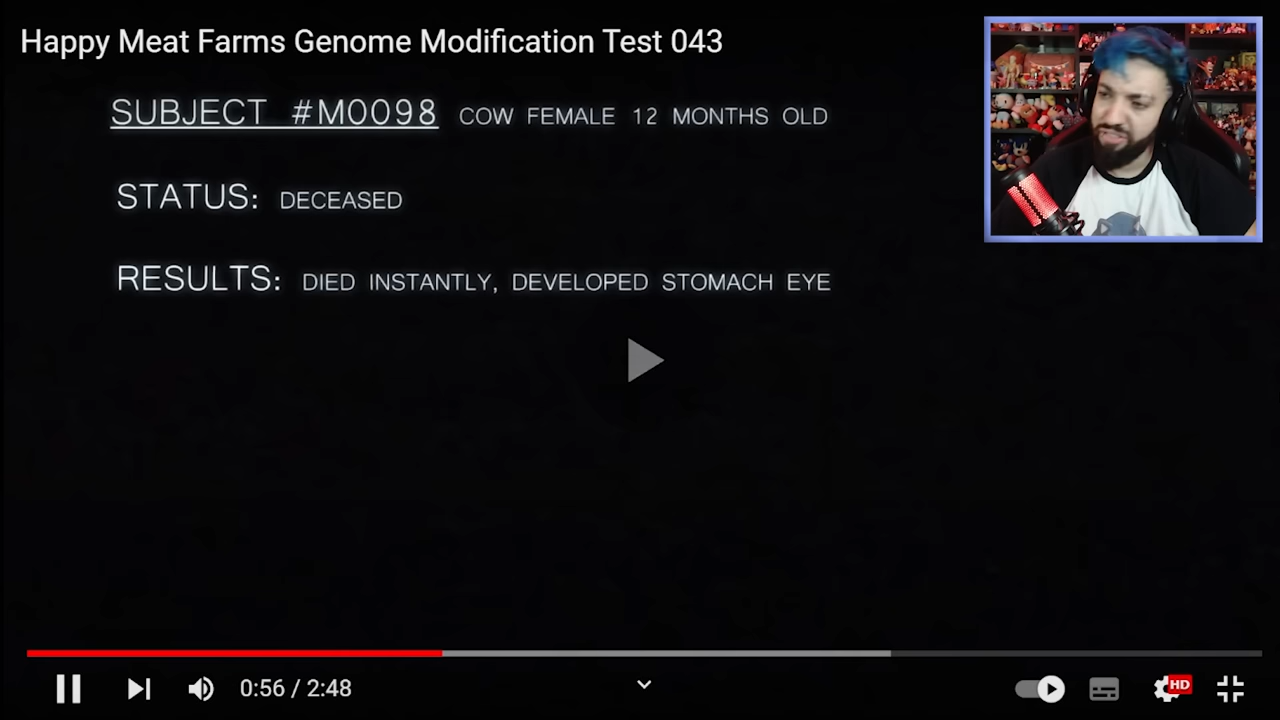 Happy Meat Farms Genome Modification Test 043
SUBJECT #M0098 COW FEMALE 12 MONTHS OLD
STATUS: DECEASED
RESULTS: DIED INSTANTLY, DEVELOPED STOMACH EYE
0:56 / 2:48
HD